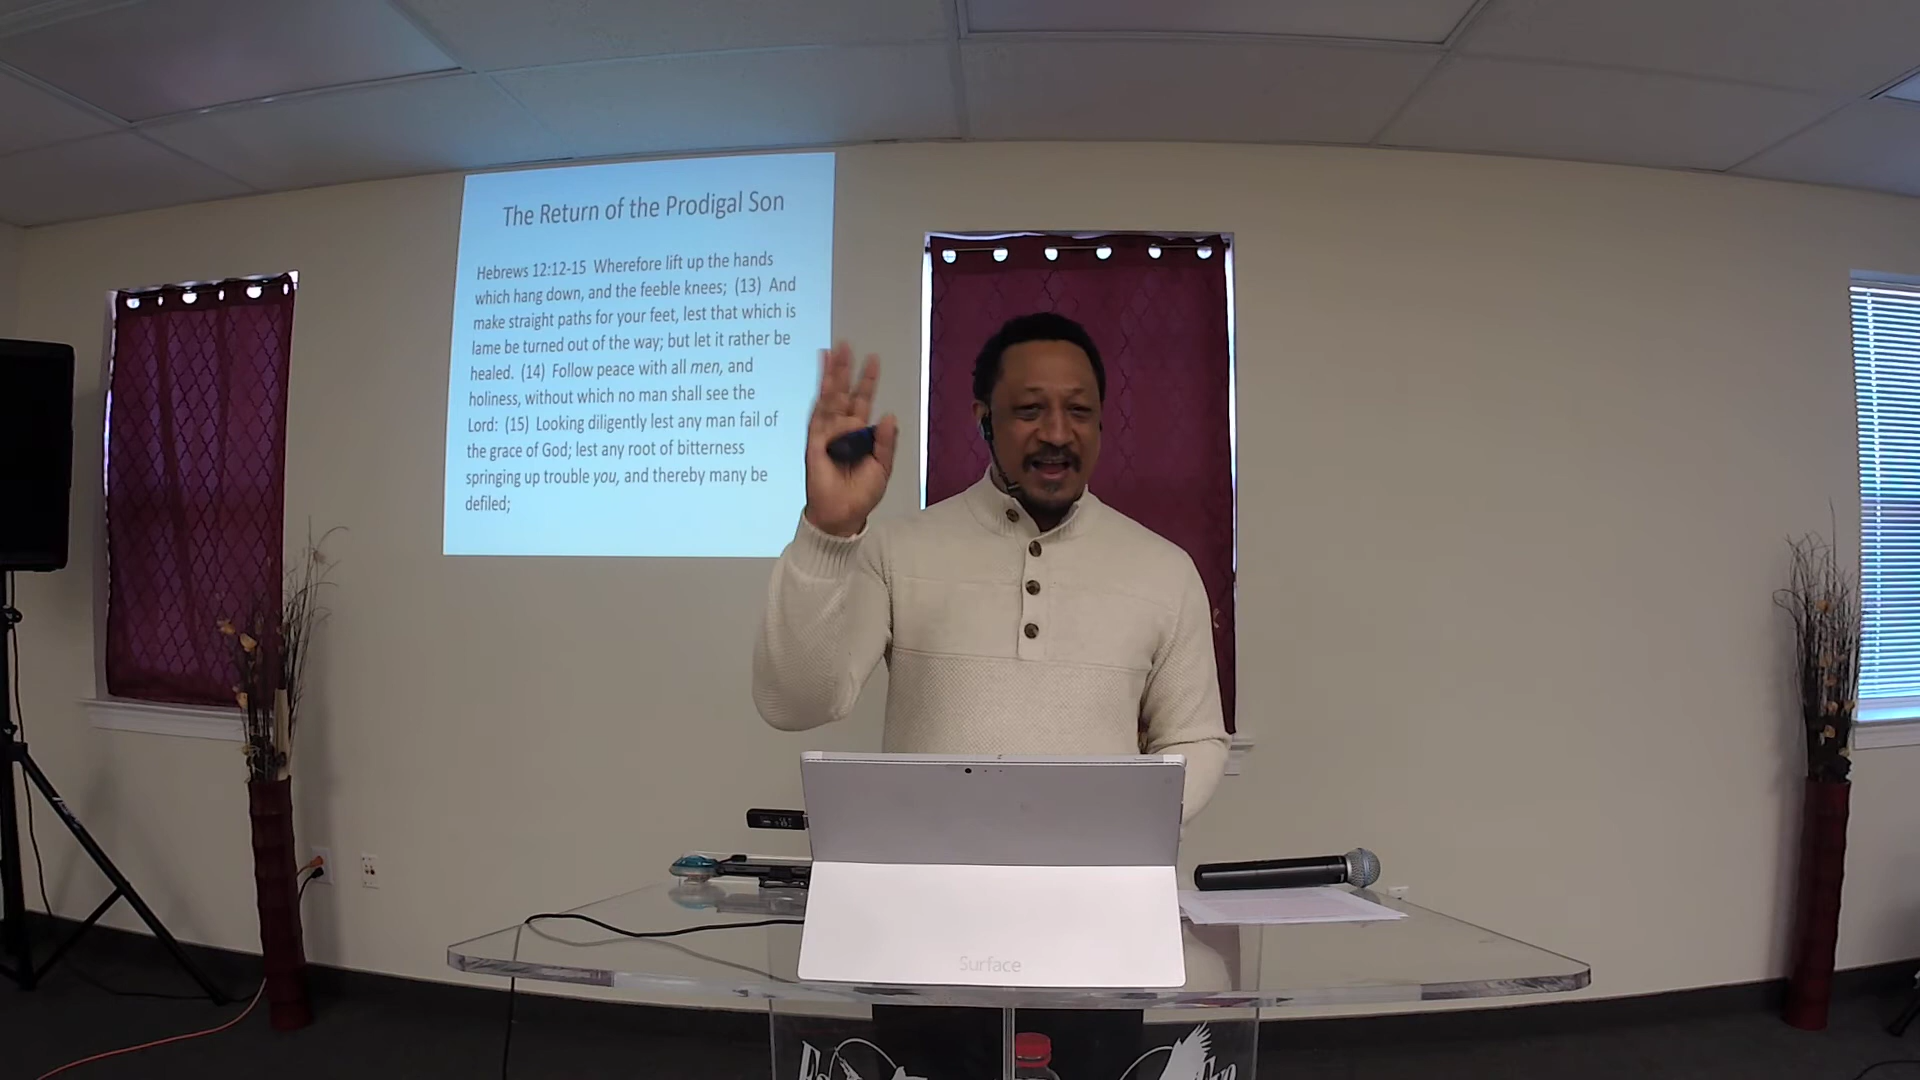 The Return of the Prodigal Son
Hebrews 12:12-15 Wherefore lift up the hands
which hang down, and the feeble knees; (13) And
make straight paths for your feet, lest that which is
lame be turned out of the way; but let it rather be
healed. (14) Follow peace with all men, and
holiness, without which no man shall see the
Lord: (15) Looking diligently lest any man fail of
the grace of God; lest any root of bitterness
springing up trouble you, and thereby many be
defiled;
Surface